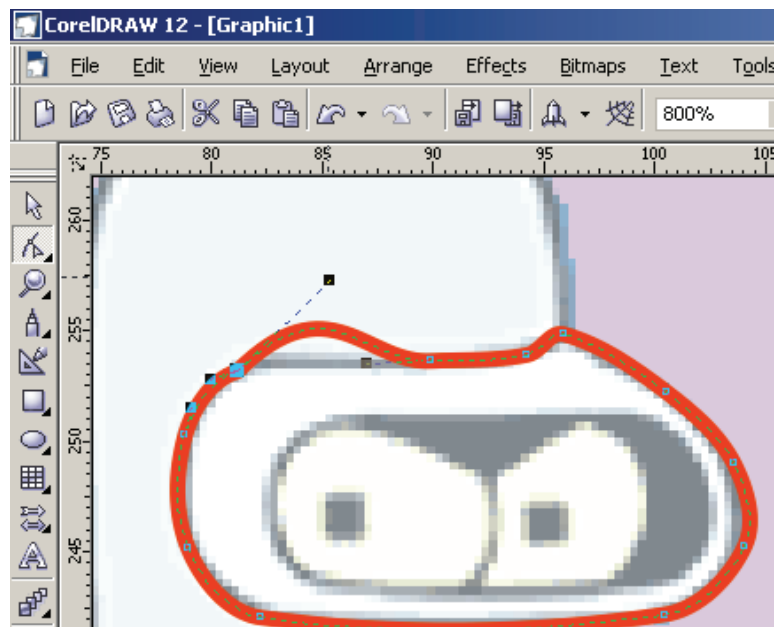 CorelDRAW 12 - [Graphic1]
File Edit View Layout Arrange Effects Bitmaps Text Tools
800%
75 80 85 90 95 100 105
260
255
250
245